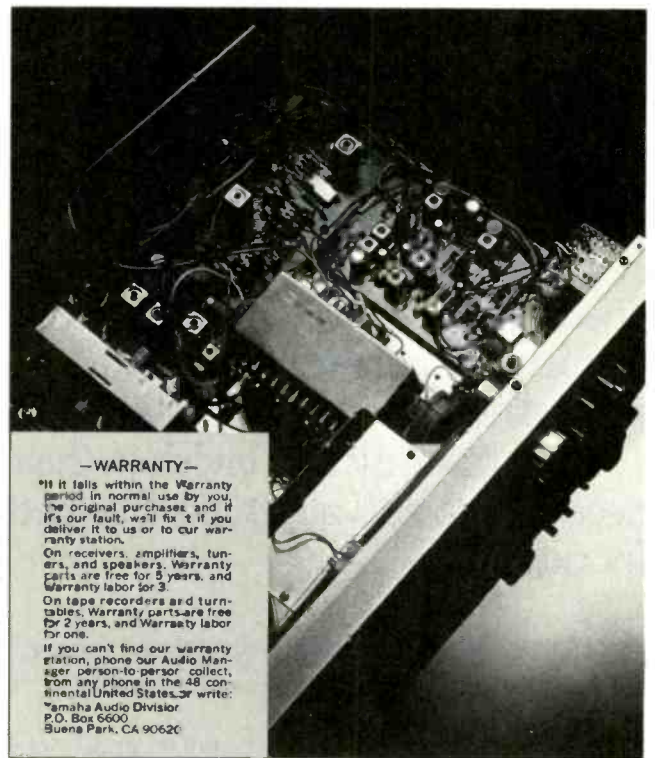 —WARRANTY—
*If it falls within the Warranty
period in normal use by you,
the original purchaser, and if
it's our fault, we'll fix it if you
deliver it to us or to our war-
ranty station.
On receivers, amplifiers, tun-
ers, and speakers, Warranty
parts are free for 5 years, and
Warranty labor for 3.
On tape recorders and turn-
tables, Warranty parts are free
for 2 years, and Warranty labor
for one.
If you can't find our warranty
station, phone our Audio Man-
ager person-to-person collect,
from any phone in the 48 con-
tinental United States or write:
Yamaha Audio Division
P.O. Box 6600
Buena Park, CA 90620